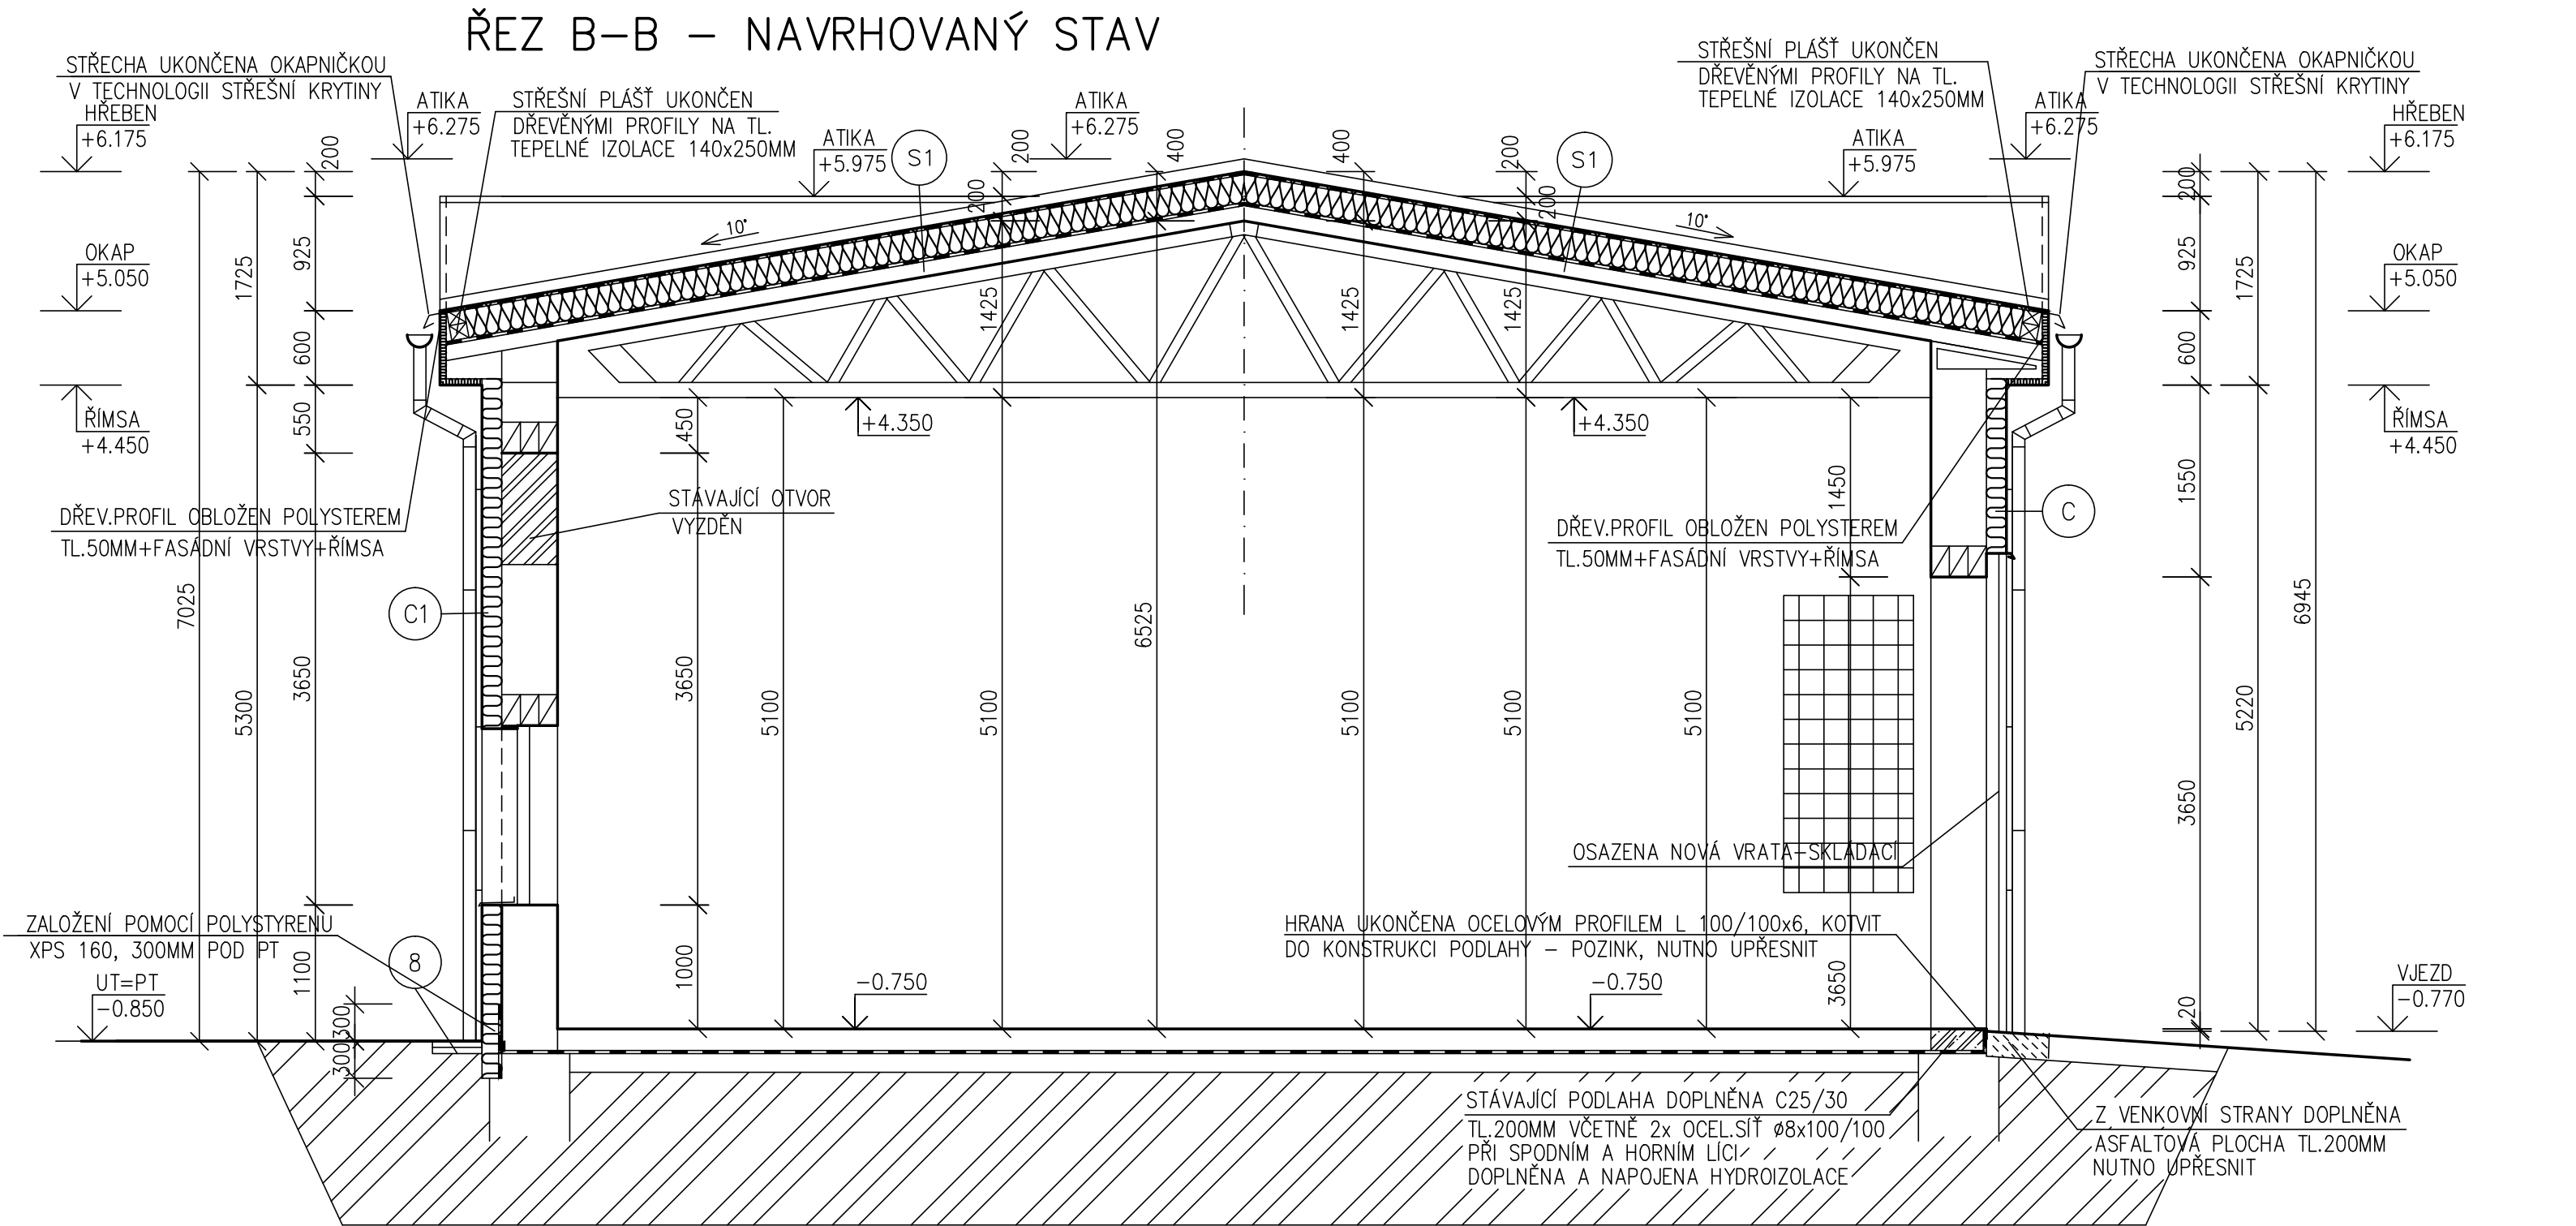 ŘEZ B-B - NAVRHOVANÝ STAV
STŘECHA UKONČENA OKAPNIČKOU
V TECHNOLOGII STŘEŠNÍ KRYTINY
HŘEBEN
+6.175
ATIKA
+6.275
STŘEŠNÍ PLÁŠŤ UKONČEN
DŘEVĚNÝMI PROFILY NA TL.
TEPELNÉ IZOLACE 140x250MM
ATIKA
+5.975
S1
ATIKA
+6.275
S1
STŘEŠNÍ PLÁŠŤ UKONČEN
DŘEVĚNÝMI PROFILY NA TL.
TEPELNÉ IZOLACE 140x250MM
ATIKA
+5.975
ATIKA
+6.275
STŘECHA UKONČENA OKAPNIČKOU
V TECHNOLOGII STŘEŠNÍ KRYTINY
HŘEBEN
+6.175
200
200
200
400
400
200
200
200
10°
10°
OKAP
+5.050
1725
925
600
550
1425
1425
1425
925
600
1725
OKAP
+5.050
ŘÍMSA
+4.450
+4.350
+4.350
450
1450
1550
ŘÍMSA
+4.450
DŘEV.PROFIL OBLOŽEN POLYSTEREM
TL.50MM+FASÁDNÍ VRSTVY+ŘÍMSA
STÁVAJÍCÍ OTVOR
VYZDĚN
DŘEV.PROFIL OBLOŽEN POLYSTEREM
TL.50MM+FASÁDNÍ VRSTVY+ŘÍMSA
C
C1
7025
5300
3650
3650
5100
5100
6525
5100
5100
5100
3650
5220
6945
OSAZENA NOVÁ VRATA-SKLÁDACÍ
ZALOŽENÍ POMOCÍ POLYSTYRENU
XPS 160, 300MM POD PT
8
HRANA UKONČENA OCELOVÝM PROFILEM L 100/100x6, KOTVIT
DO KONSTRUKCI PODLAHY - POZINK, NUTNO UPŘESNIT
UT=PT
-0.850
1100
300
300
1000
-0.750
-0.750
3650
20
VJEZD
-0.770
STÁVAJÍCÍ PODLAHA DOPLNĚNA C25/30
TL.200MM VČETNĚ 2x OCEL.SÍŤ ø8x100/100
PŘI SPODNÍM A HORNÍM LÍCI
DOPLNĚNA A NAPOJENA HYDROIZOLACE
Z VENKOVNÍ STRANY DOPLNĚNA
ASFALTOVÁ PLOCHA TL.200MM
NUTNO UPŘESNIT